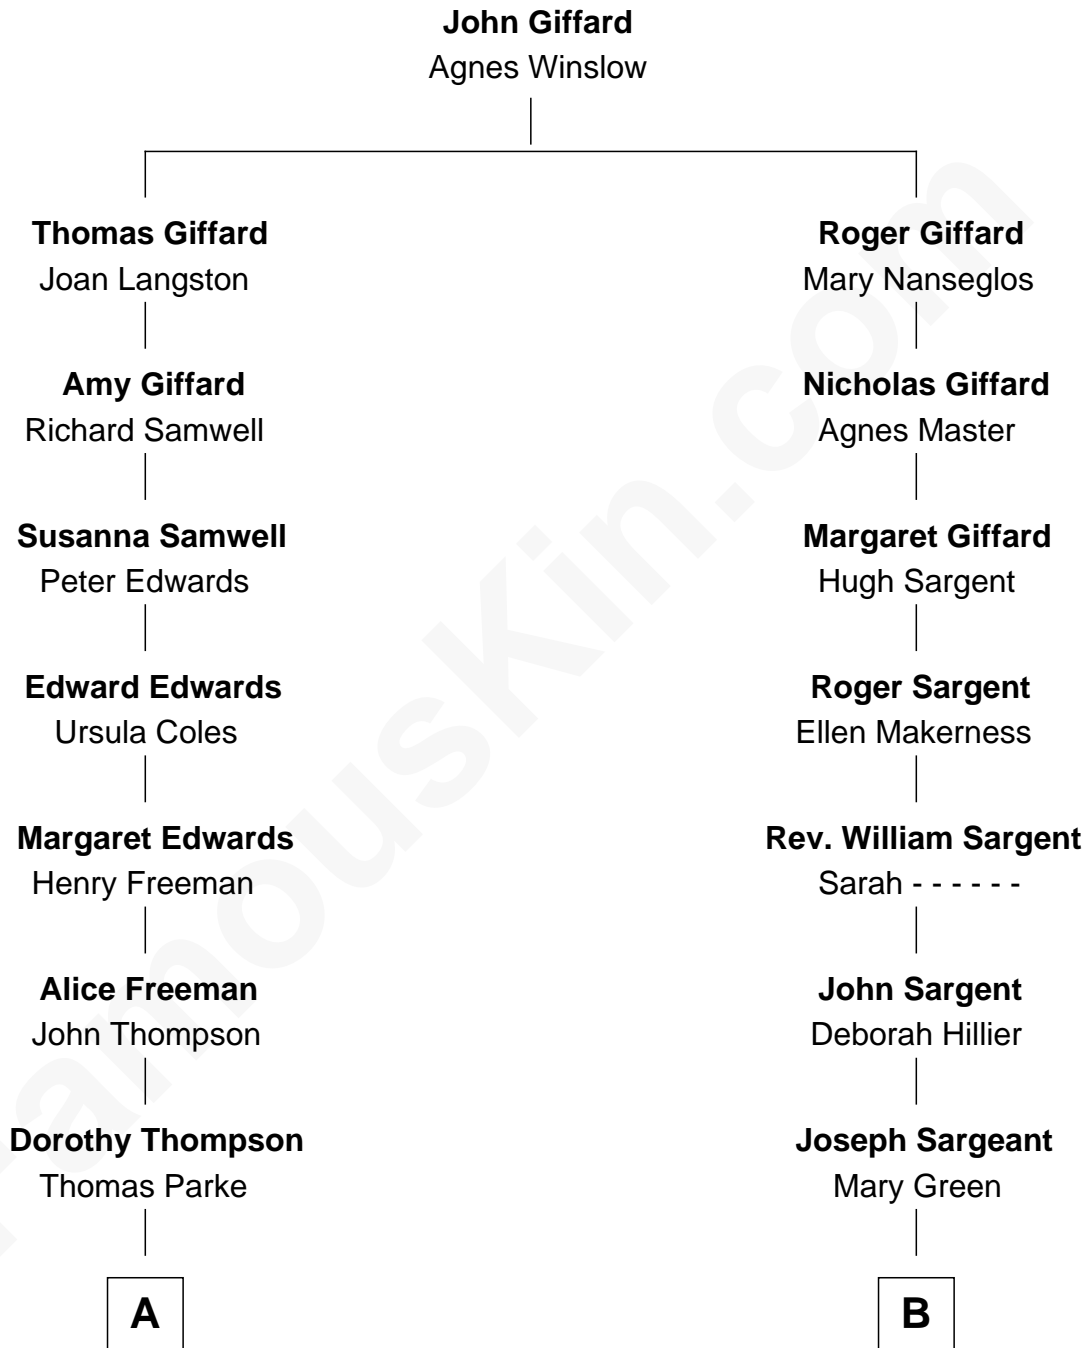 John Giffard
Agnes Winslow
Thomas Giffard
Joan Langston
Roger Giffard
Mary Nanseglos
Amy Giffard
Richard Samwell
Nicholas Giffard
Agnes Master
Susanna Samwell
Peter Edwards
Margaret Giffard
Hugh Sargent
Edward Edwards
Ursula Coles
Roger Sargent
Ellen Makerness
Margaret Edwards
Henry Freeman
Rev. William Sargent
Sarah - - - - - -
Alice Freeman
John Thompson
John Sargent
Deborah Hillier
Dorothy Thompson
Thomas Parke
Joseph Sargeant
Mary Green
A
B
FamousKin.com